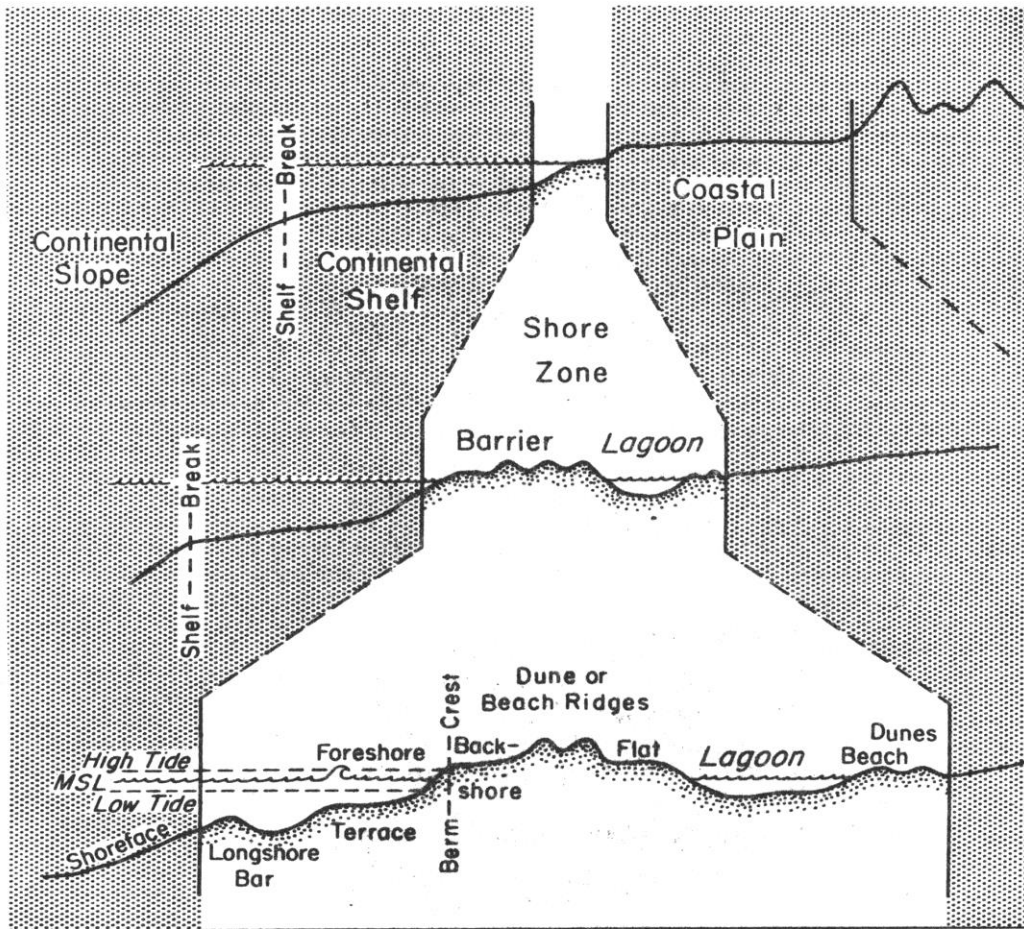 Shelf -- Break
Continental
Slope
Continental
Shelf
Coastal
Plain
Shore
Zone
Shelf --- Break
Barrier
Lagoon
Dune or
Beach Ridges
High Tide
MSL
Low Tide
Shoreface
Foreshore
Longshore
Bar
Terrace
Berm — Crest
Back-
shore
Flat
Lagoon
Dunes
Beach